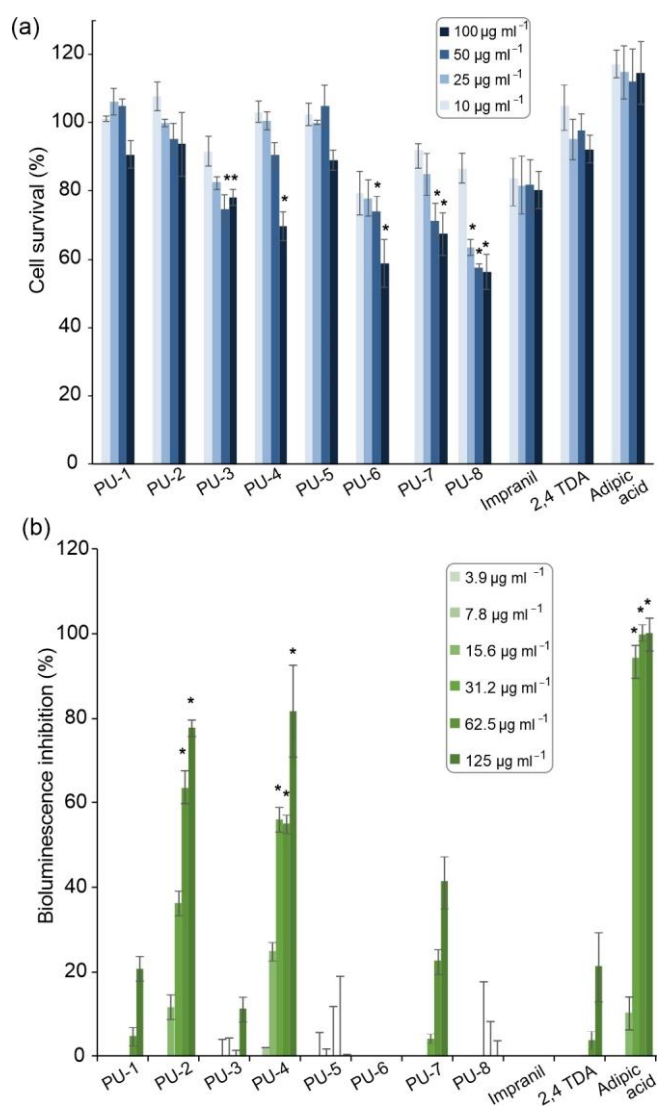 (a)
120
100
80
60
40
20
0
Cell survival (%)
100 µg ml⁻¹
50 µg ml⁻¹
25 µg ml⁻¹
10 µg ml⁻¹
**
*
*
*
*
*
*
*
*
PU-1
PU-2
PU-3
PU-4
PU-5
PU-6
PU-7
PU-8
Impranil
2,4 TDA
Adipic
acid
(b)
120
100
80
60
40
20
0
Bioluminescence inhibition (%)
3.9 µg ml⁻¹
7.8 µg ml⁻¹
15.6 µg ml⁻¹
31.2 µg ml⁻¹
62.5 µg ml⁻¹
125 µg ml⁻¹
*
*
*
*
*
*
*
*
PU-1
PU-2
PU-3
PU-4
PU-5
PU-6
PU-7
PU-8
Impranil
2,4 TDA
Adipic
acid